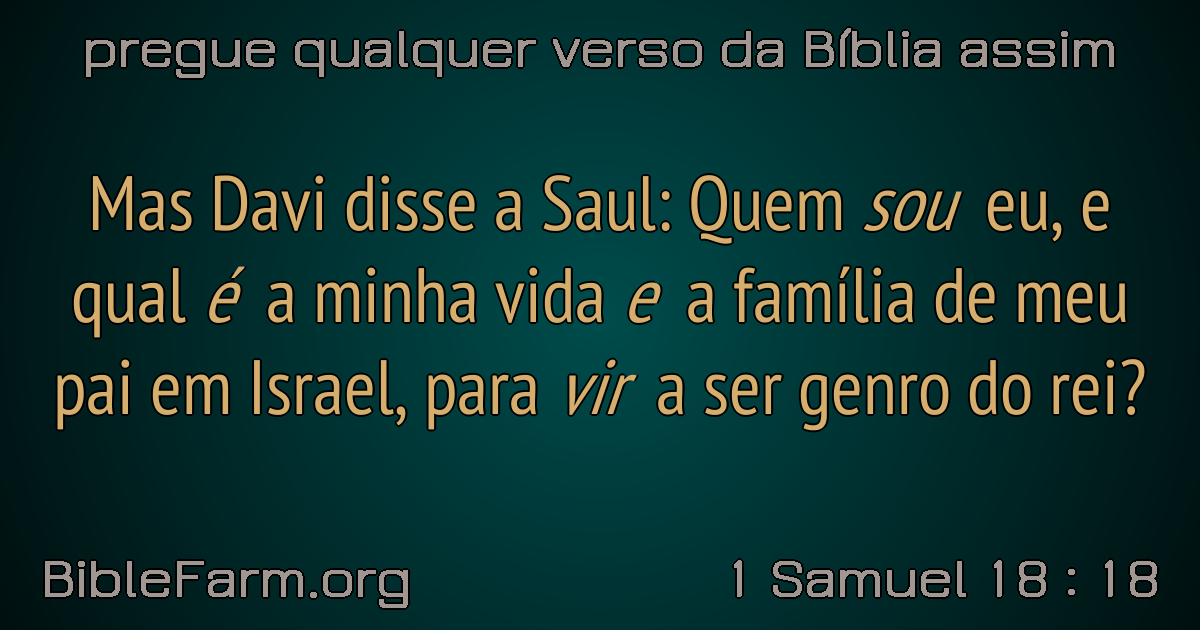 pregue qualquer verso da Bíblia assim
Mas Davi disse a Saul: Quem sou eu, e
qual é a minha vida e a família de meu
pai em Israel, para vir a ser genro do rei?
BibleFarm.org
1 Samuel 18 : 18